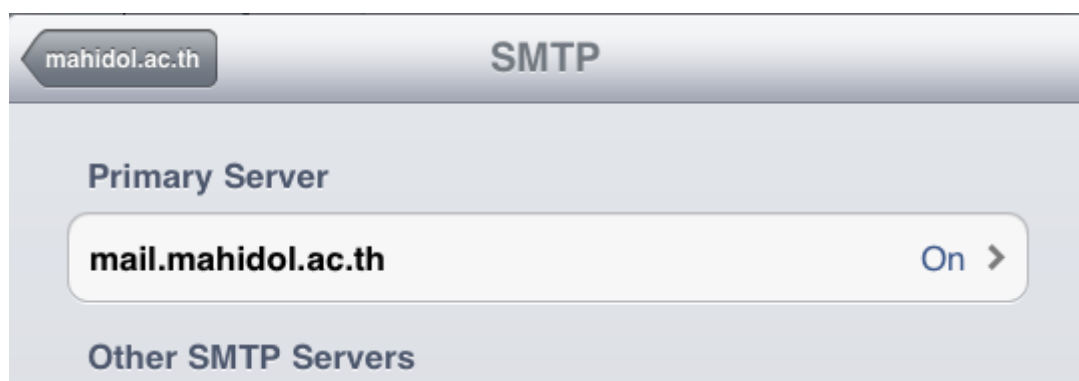 mahidol.ac.th
SMTP
Primary Server
mail.mahidol.ac.th On
Other SMTP Servers